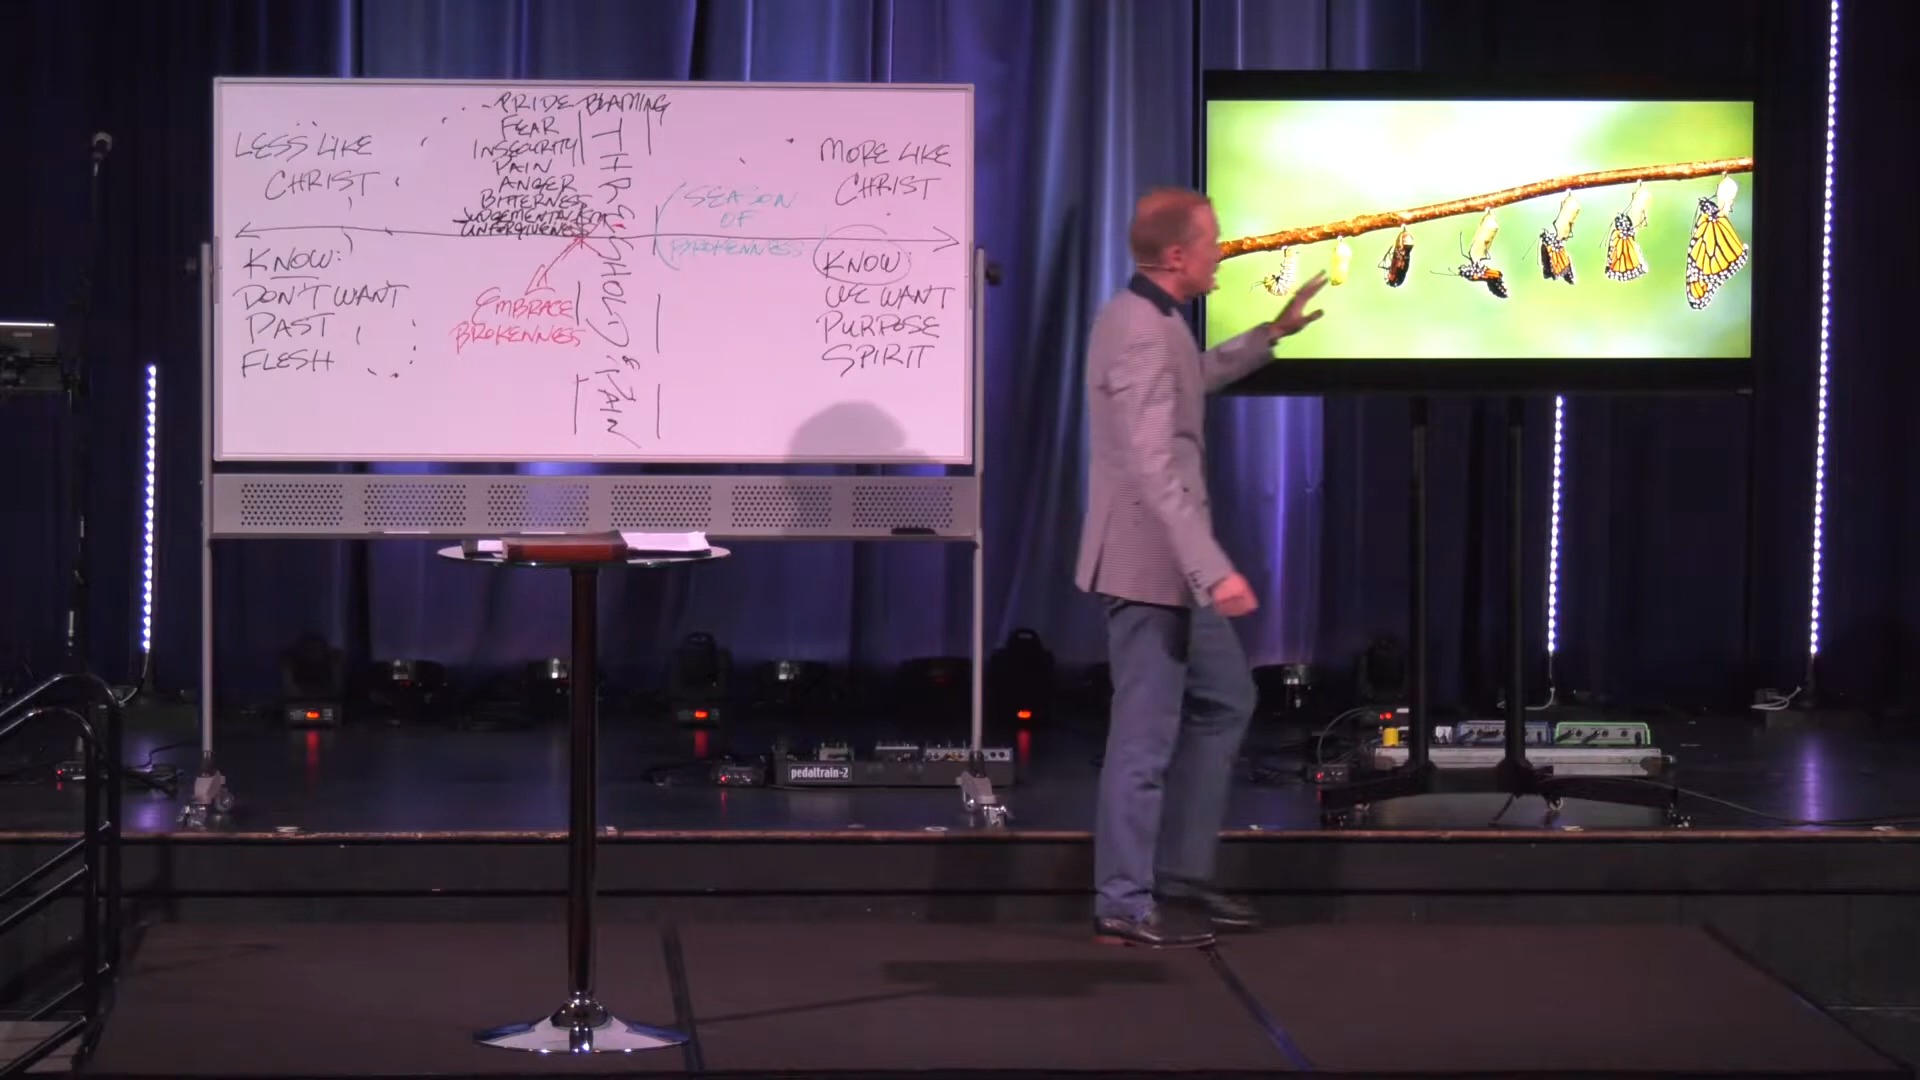 LESS LIKE
CHRIST
KNOW:
DON'T WANT
PAST
FLESH
PRIDE BLAMING
FEAR
INSECURITY
PAIN
ANGER
BITTERNESS
JUDGEMENTALISM
UNFORGIVENESS
EMBRACE
BROKENNESS
THRESHOLD
PAIN
SEASON
OF
BROKENNESS
MORE LIKE
CHRIST
KNOW:
WE WANT
PURPOSE
SPIRIT
pedaltrain-2